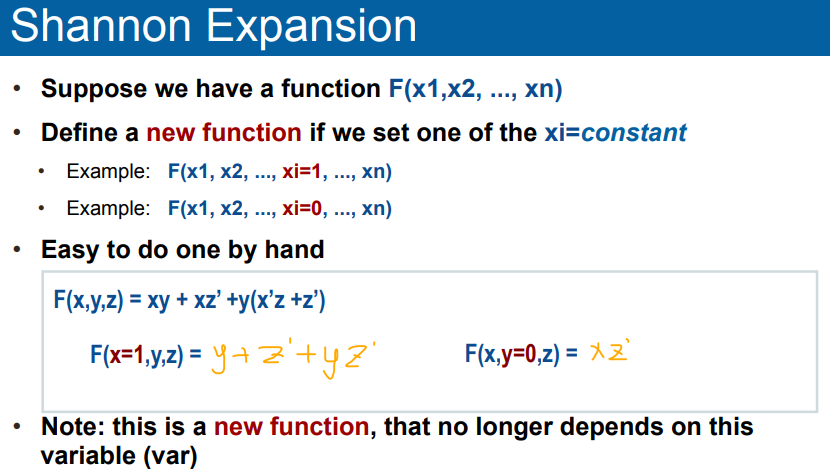 Shannon Expansion
• Suppose we have a function F(x1,x2, ..., xn)
• Define a new function if we set one of the xi=constant
• Example: F(x1, x2, ..., xi=1, ..., xn)
• Example: F(x1, x2, ..., xi=0, ..., xn)
• Easy to do one by hand
F(x,y,z) = xy + xz’ +y(x’z +z’)
F(x=1,y,z) = y+z'+yz' F(x,y=0,z) = xz'
• Note: this is a new function, that no longer depends on this
variable (var)